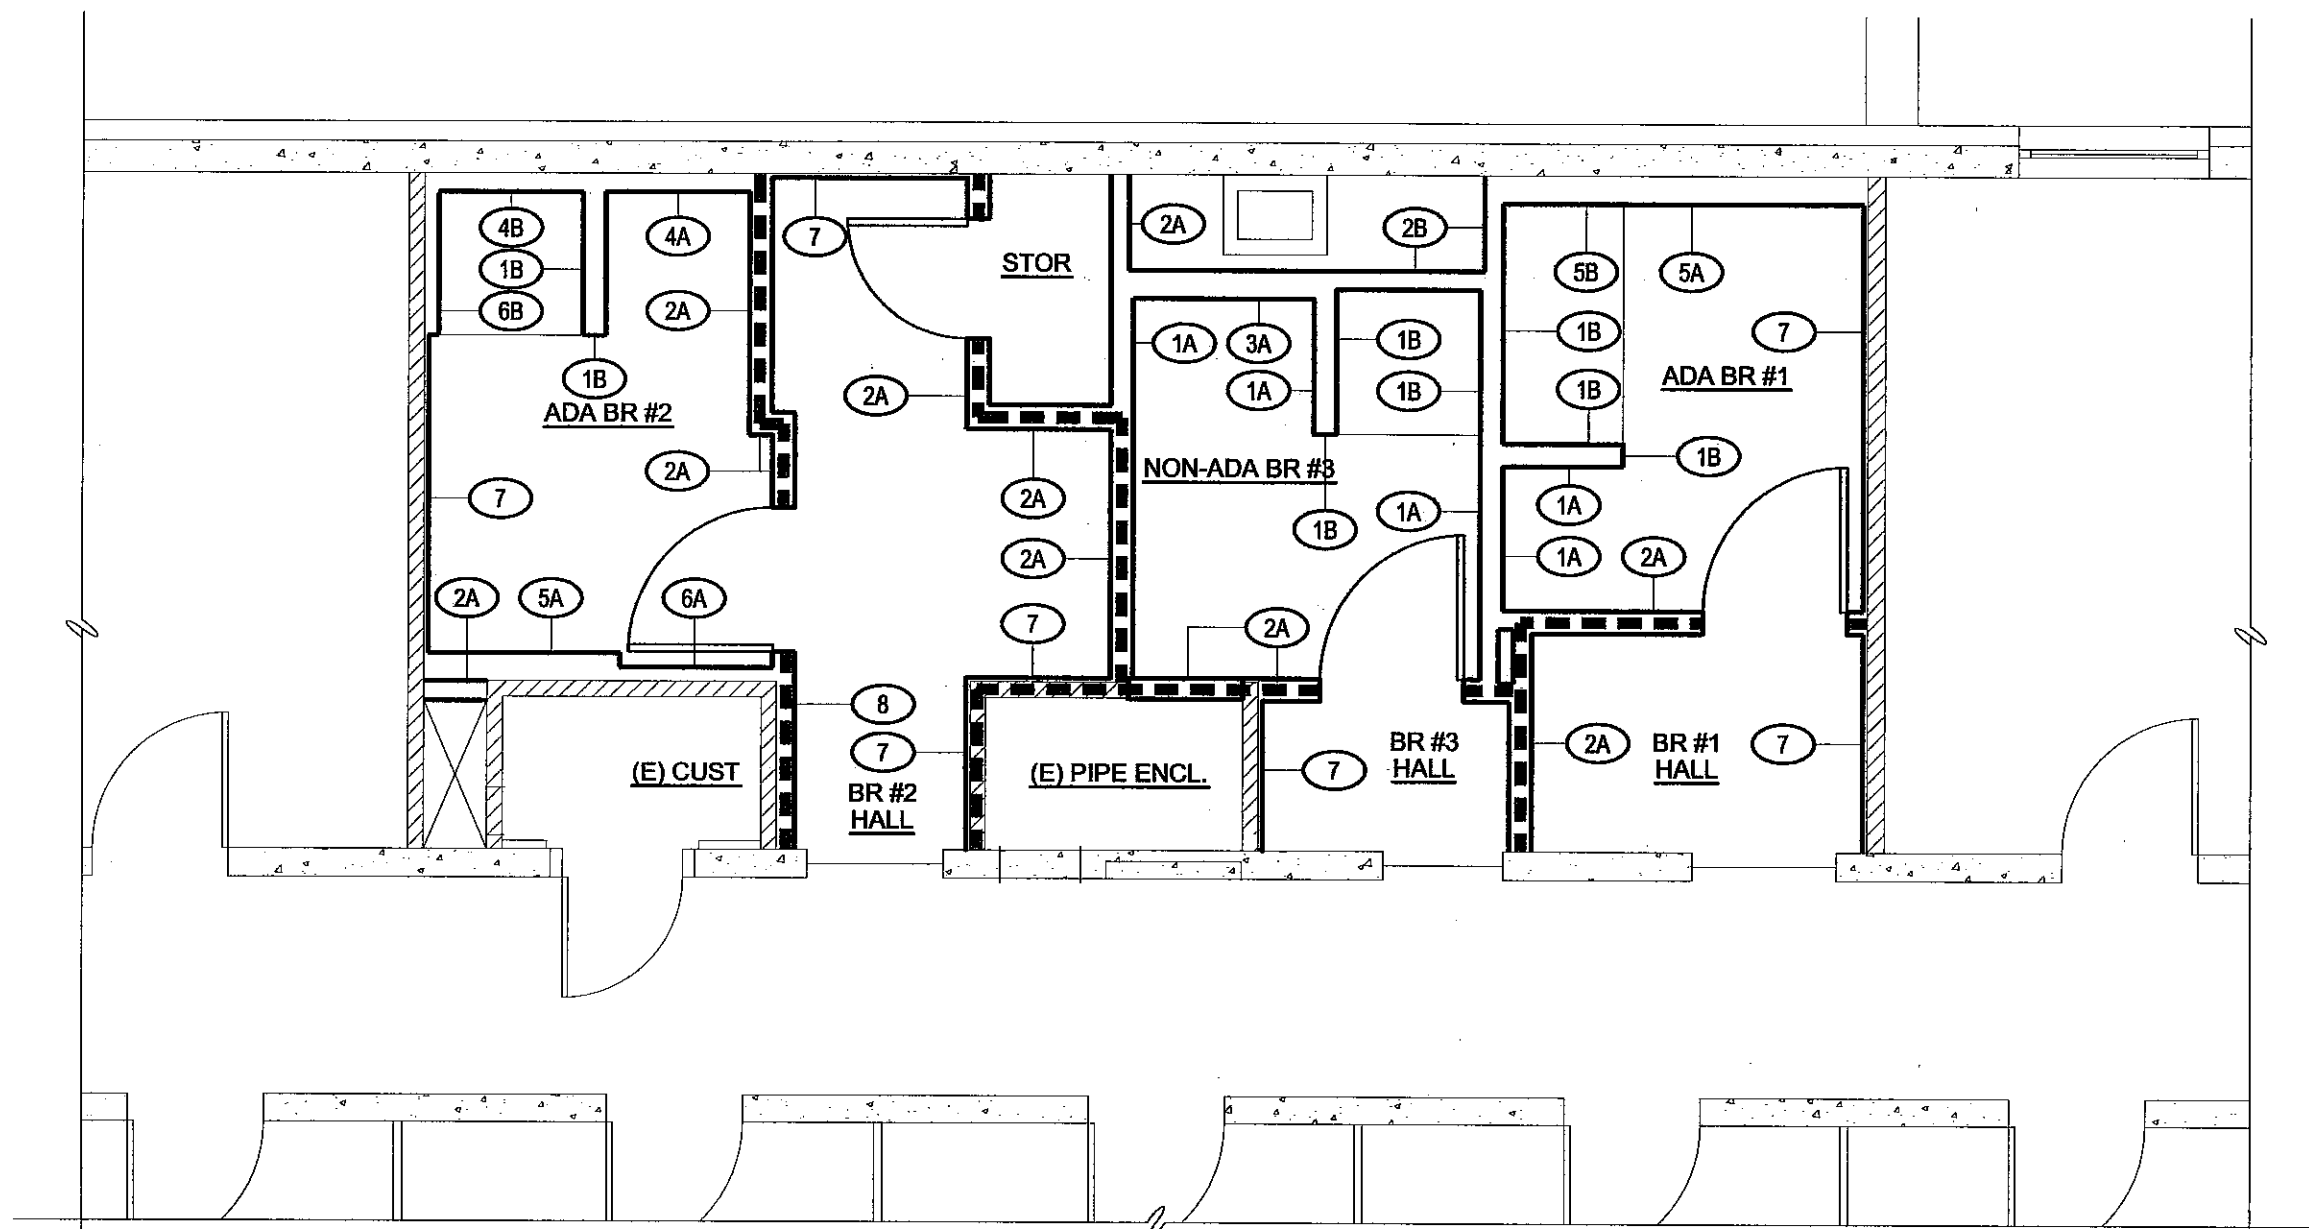 4B
1B
6B
4A
2A
1B
ADA BR #2
2A
7
2A
5A
6A
7
STOR
2A
2A
2A
7
8
7
BR #2
HALL
(E) CUST
(E) PIPE ENCL.
2A
2B
1A
3A
1A
1B
1B
NON-ADA BR #3
1B
1A
2A
7
BR #3
HALL
5B
5A
1B
7
1B
ADA BR #1
1B
1A
1A
2A
2A
BR #1
HALL
7